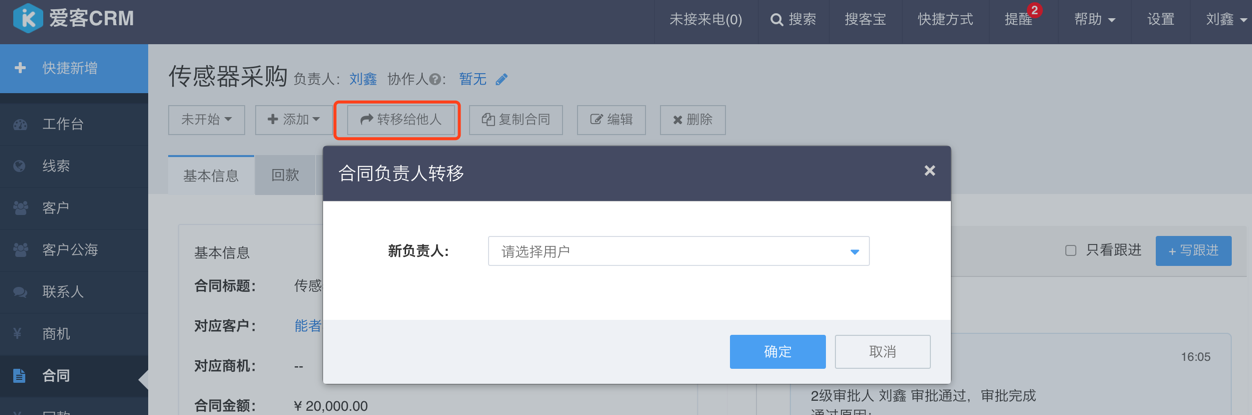 爱客CRM
未接来电(0)
搜索
搜客宝
快捷方式
提醒
2
帮助
设置
刘鑫
快捷新增
工作台
线索
客户
客户公海
联系人
商机
合同
传感器采购 负责人: 刘鑫 协作人: 暂无
未开始
添加
转移给他人
复制合同
编辑
删除
基本信息
回款
合同负责人转移
新负责人:
请选择用户
确定
取消
基本信息
合同标题:
传感
对应客户:
能者
对应商机:
--
合同金额:
¥ 20,000.00
只看跟进
+ 写跟进
16:05
2级审批人 刘鑫 审批通过，审批完成